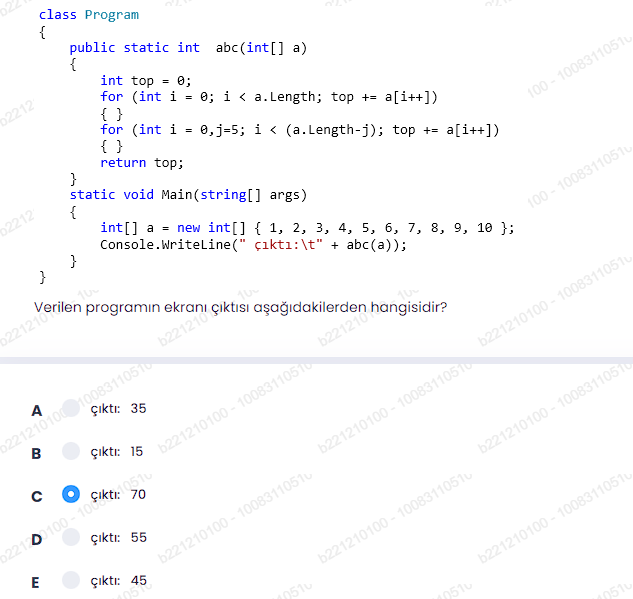 class Program
{
public static int  abc(int[] a)
{
int top = 0;
for (int i = 0; i < a.Length; top += a[i++])
{ }
for (int i = 0,j=5; i < (a.Length-j); top += a[i++])
{ }
return top;
}
static void Main(string[] args)
{
int[] a = new int[] { 1, 2, 3, 4, 5, 6, 7, 8, 9, 10 };
Console.WriteLine(" çıktı:\t" + abc(a));
}
}
Verilen programın ekranı çıktısı aşağıdakilerden hangisidir?
A çıktı: 35
B çıktı: 15
C çıktı: 70
D çıktı: 55
E çıktı: 45